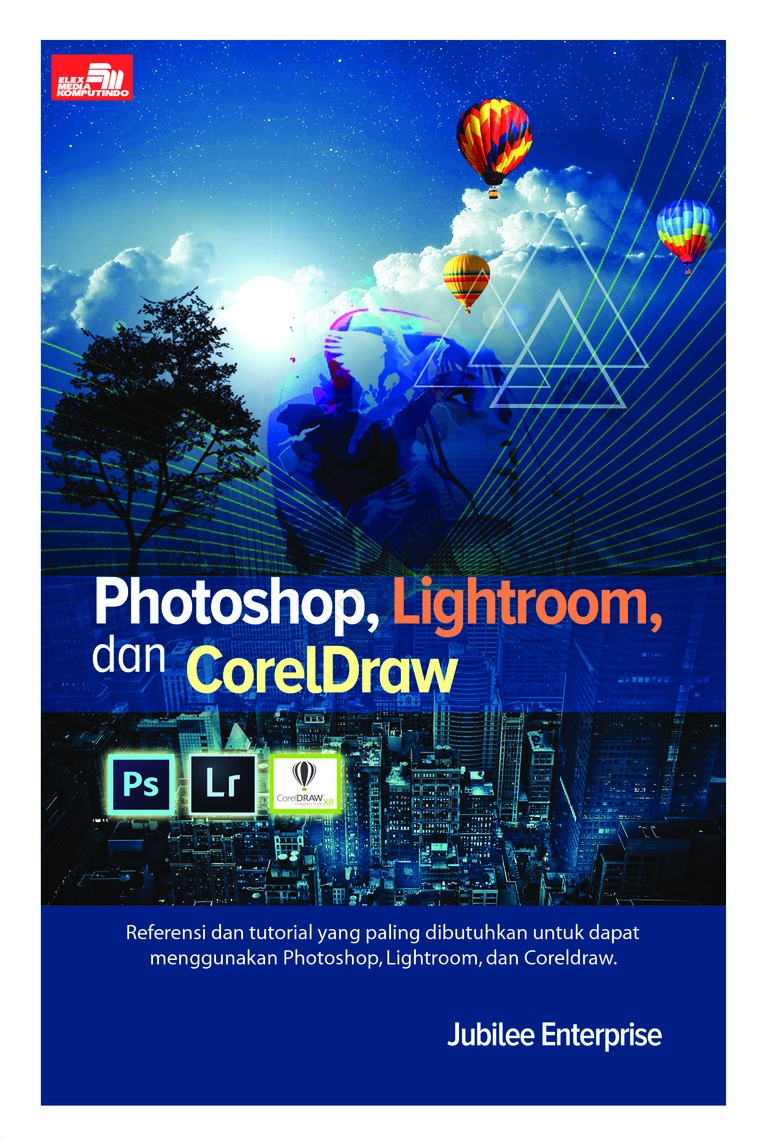 ELEX
MEDIA
KOMPUTINDO
Photoshop, Lightroom,
dan CorelDraw
Ps
Lr
CorelDRAW
X8
Referensi dan tutorial yang paling dibutuhkan untuk dapat
menggunakan Photoshop, Lightroom, dan Coreldraw.
Jubilee Enterprise